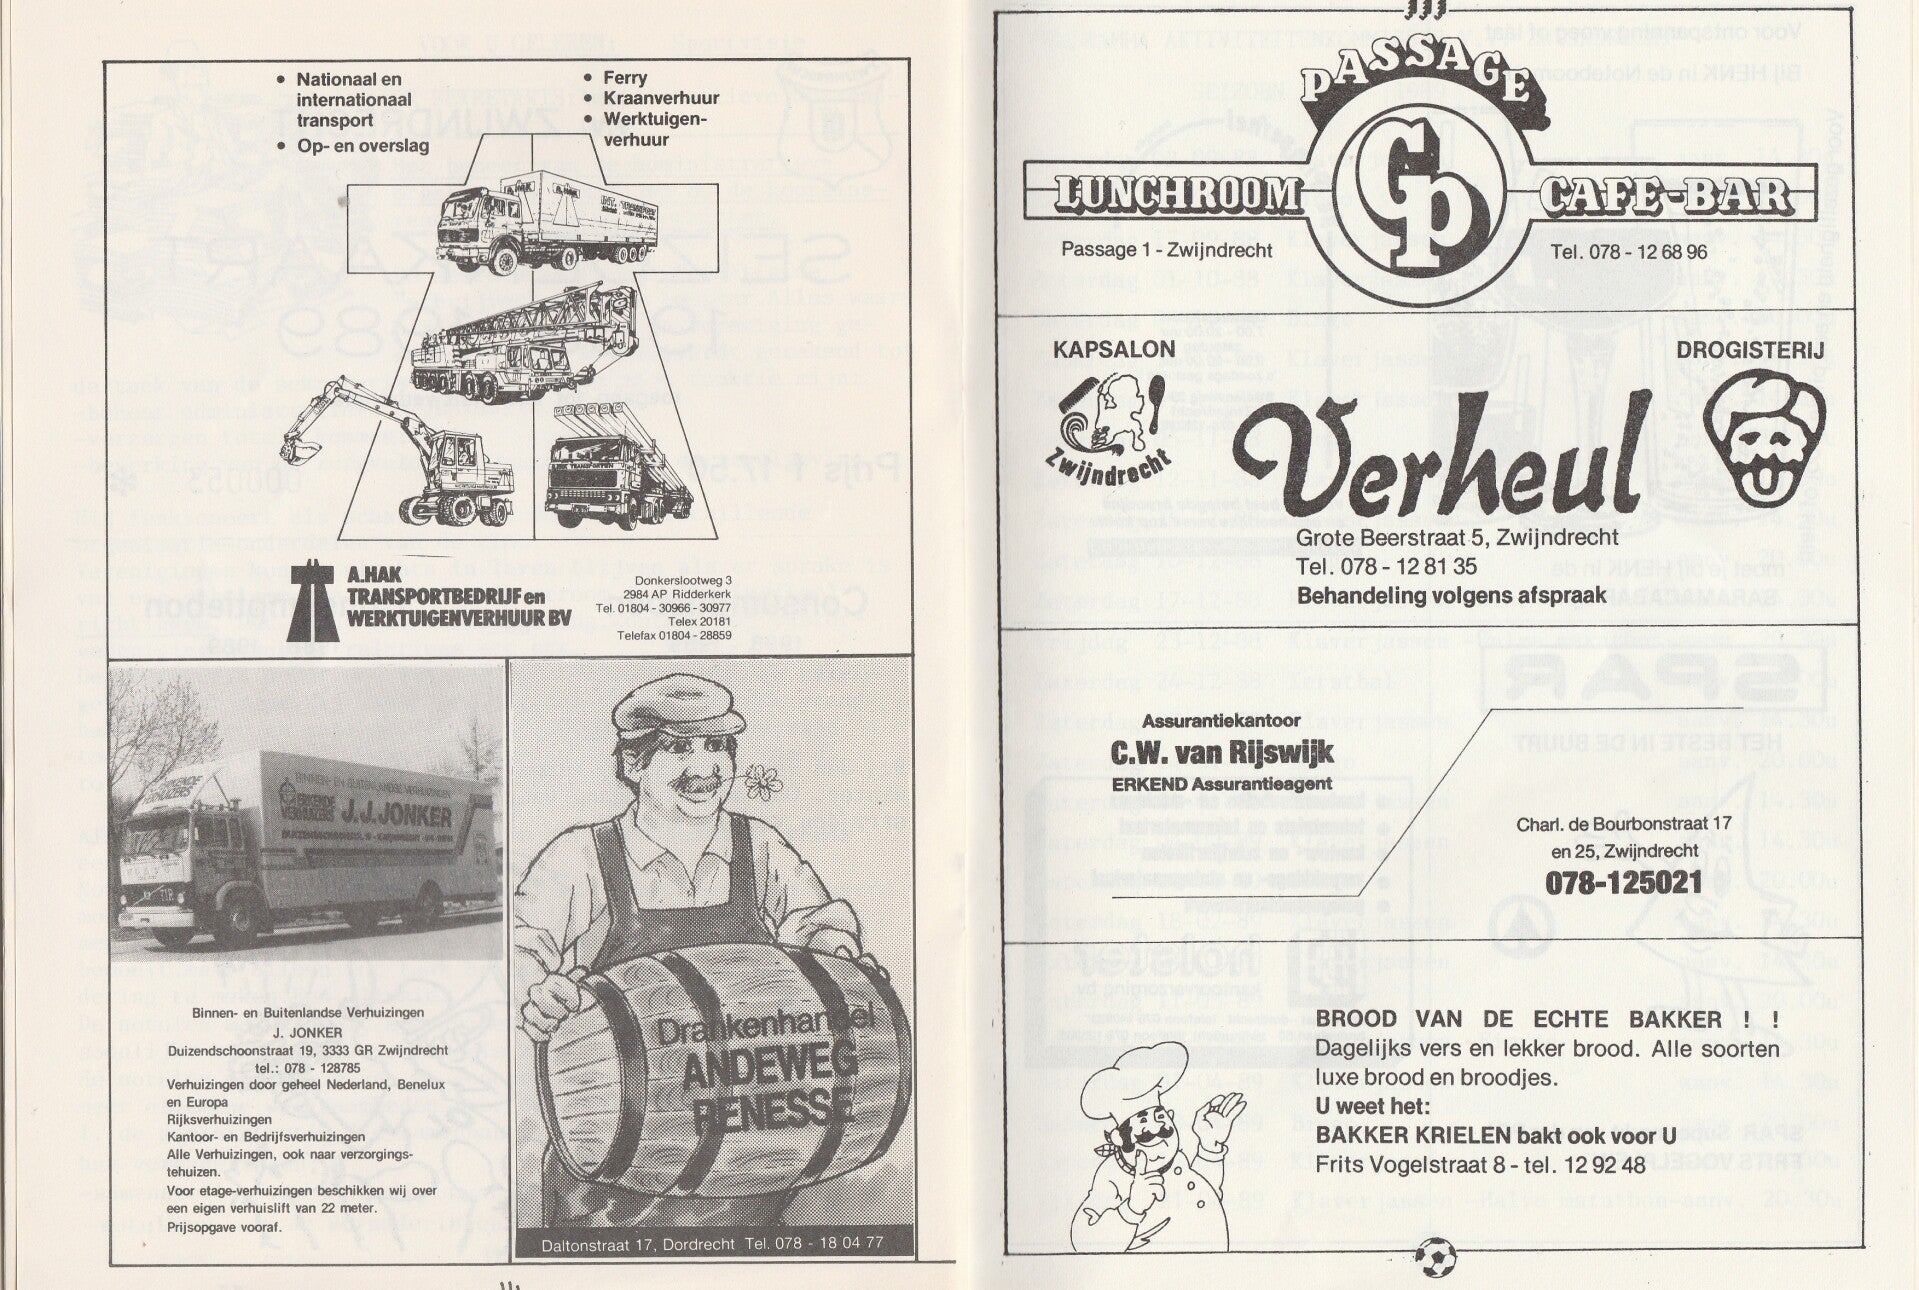 • Nationaal en
internationaal
transport
• Op- en overslag
• Ferry
• Kraanverhuur
• Werktuigen-
verhuur
A.HAK
TRANSPORTBEDRIJF en
WERKTUIGENVERHUUR BV
Donkerslootweg 3
2984 AP Ridderkerk
Tel. 01804 - 30966 - 30977
Telex 20181
Telefax 01804 - 28859
BINNEN- EN BUITENLANDSE VERHUIZINGEN
ERKENDE
VERHUIZERS
J.J. JONKER
Binnen- en Buitenlandse Verhuizingen
J. JONKER
Duizendschoonstraat 19, 3333 GR Zwijndrecht
tel.: 078 - 128785
Verhuizingen door geheel Nederland, Benelux
en Europa
Rijksverhuizingen
Kantoor- en Bedrijfsverhuizingen
Alle Verhuizingen, ook naar verzorgings-
tehuizen.
Voor etage-verhuizingen beschikken wij over
een eigen verhuislift van 22 meter.
Prijsopgave vooraf.
Drankenhandel
ANDEWEG
RENESSE
Daltonstraat 17, Dordrecht Tel. 078 - 18 04 77
PASSAGE
GP
LUNCHROOM CAFE-BAR
Passage 1 - Zwijndrecht
Tel. 078 - 12 68 96
KAPSALON
Zwijndrecht
DROGISTERIJ
Verheul
Grote Beerstraat 5, Zwijndrecht
Tel. 078 - 12 81 35
Behandeling volgens afspraak
Assurantiekantoor
C.W. van Rijswijk
ERKEND Assurantieagent
Charl. de Bourbonstraat 17
en 25, Zwijndrecht
078-125021
BROOD VAN DE ECHTE BAKKER ! !
Dagelijks vers en lekker brood. Alle soorten
luxe brood en broodjes.
U weet het:
BAKKER KRIELEN bakt ook voor U
Frits Vogelstraat 8 - tel. 12 92 48